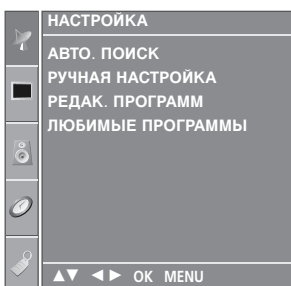 НАСТРОЙКА
АВТО. ПОИСК
РУЧНАЯ НАСТРОЙКА
РЕДАК. ПРОГРАММ
ЛЮБИМЫЕ ПРОГРАММЫ
▲▼ ◄► OK MENU